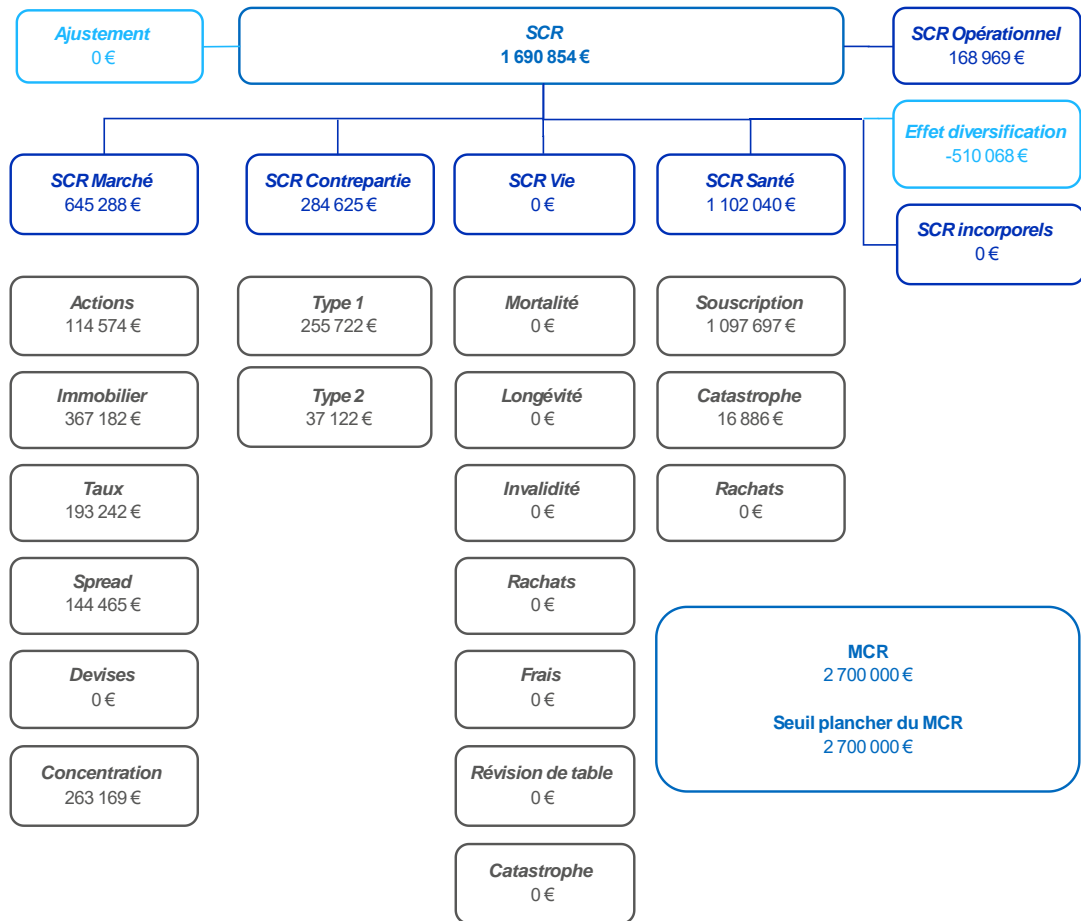 Ajustement
0 €
SCR
1 690 854 €
SCR Opérationnel
168 969 €
Effet diversification
-510 068 €
SCR Marché
645 288 €
SCR Contrepartie
284 625 €
SCR Vie
0 €
SCR Santé
1 102 040 €
SCR incorporels
0 €
Actions
114 574 €
Type 1
255 722 €
Mortalité
0 €
Souscription
1 097 697 €
Immobilier
367 182 €
Type 2
37 122 €
Longévité
0 €
Catastrophe
16 886 €
Taux
193 242 €
Invalidité
0 €
Rachats
0 €
Spread
144 465 €
Rachats
0 €
MCR
2 700 000 €
Seuil plancher du MCR
2 700 000 €
Devises
0 €
Frais
0 €
Concentration
263 169 €
Révision de table
0 €
Catastrophe
0 €